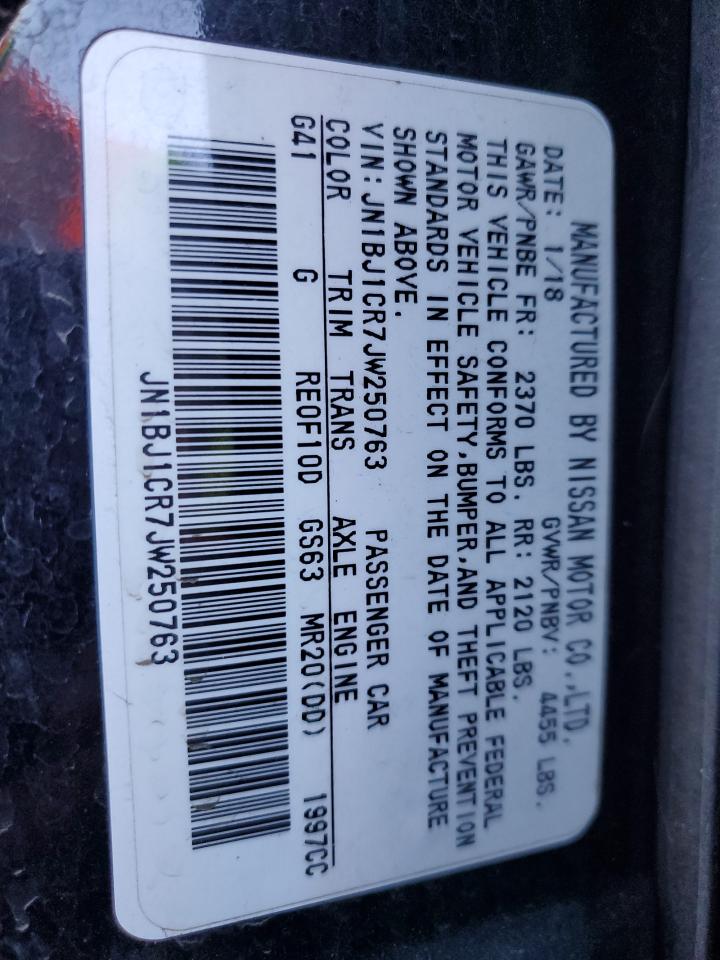 MANUFACTURED BY NISSAN MOTOR CO.,LTD.
DATE: 1/18 GVWR/PNBV: 4455 LBS.
GAWR/PNBE FR: 2370 LBS. RR: 2120 LBS.
THIS VEHICLE CONFORMS TO ALL APPLICABLE FEDERAL
MOTOR VEHICLE SAFETY,BUMPER,AND THEFT PREVENTION
STANDARDS IN EFFECT ON THE DATE OF MANUFACTURE
SHOWN ABOVE.
VIN: JN1BJ1CR7JW250763 PASSENGER CAR
COLOR TRIM TRANS AXLE ENGINE
G41 G RE0F10D GS63 MR20(DD) 1997CC
JN1BJ1CR7JW250763